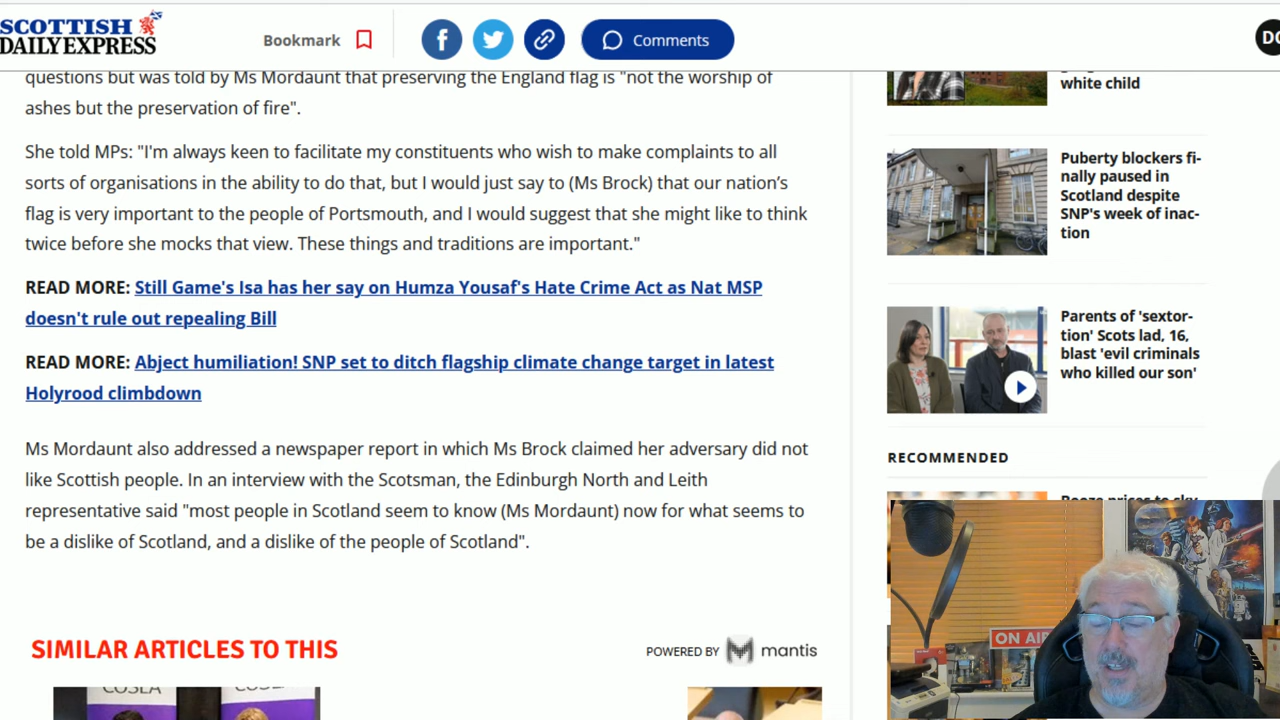 SCOTTISH
DAILY EXPRESS
Bookmark
Comments
questions but was told by Ms Mordaunt that preserving the England flag is "not the worship of
ashes but the preservation of fire".
She told MPs: "I'm always keen to facilitate my constituents who wish to make complaints to all
sorts of organisations in the ability to do that, but I would just say to (Ms Brock) that our nation's
flag is very important to the people of Portsmouth, and I would suggest that she might like to think
twice before she mocks that view. These things and traditions are important."
READ MORE: Still Game's Isa has her say on Humza Yousaf's Hate Crime Act as Nat MSP
doesn't rule out repealing Bill
READ MORE: Abject humiliation! SNP set to ditch flagship climate change target in latest
Holyrood climbdown
Ms Mordaunt also addressed a newspaper report in which Ms Brock claimed her adversary did not
like Scottish people. In an interview with the Scotsman, the Edinburgh North and Leith
representative said "most people in Scotland seem to know (Ms Mordaunt) now for what seems to
be a dislike of Scotland, and a dislike of the people of Scotland".
SIMILAR ARTICLES TO THIS
POWERED BY mantis
COSLA
white child
Puberty blockers fi-
nally paused in
Scotland despite
SNP's week of inac-
tion
Parents of 'sextor-
tion' Scots lad, 16,
blast 'evil criminals
who killed our son'
RECOMMENDED
ON AIR